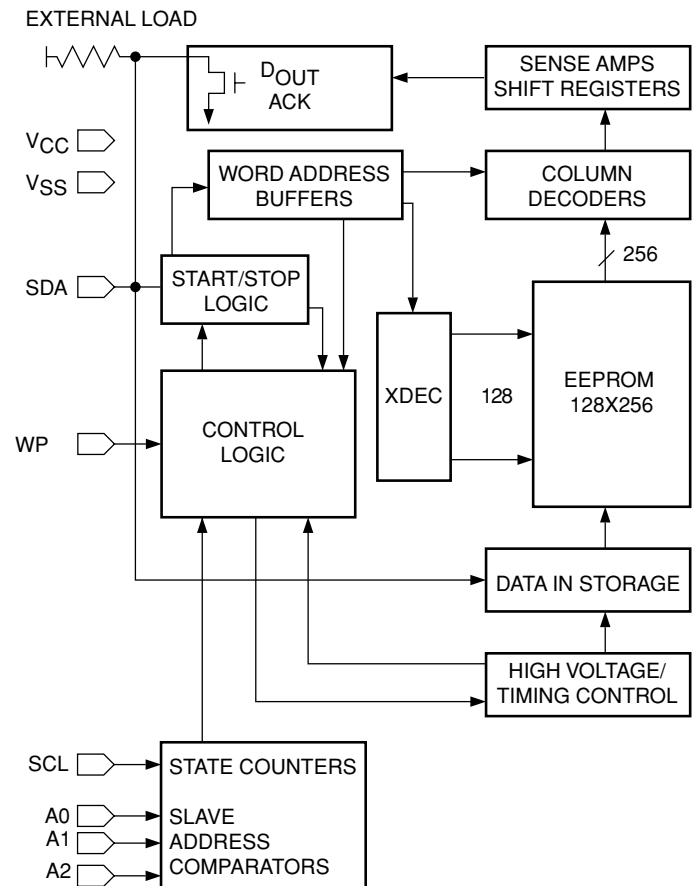 EXTERNAL LOAD
DOUT
ACK
SENSE AMPS
SHIFT REGISTERS
VCC
VSS
WORD ADDRESS
BUFFERS
COLUMN
DECODERS
256
SDA
START/STOP
LOGIC
XDEC
128
EEPROM
128X256
WP
CONTROL
LOGIC
DATA IN STORAGE
HIGH VOLTAGE/
TIMING CONTROL
SCL
STATE COUNTERS
A0
SLAVE
A1
ADDRESS
A2
COMPARATORS